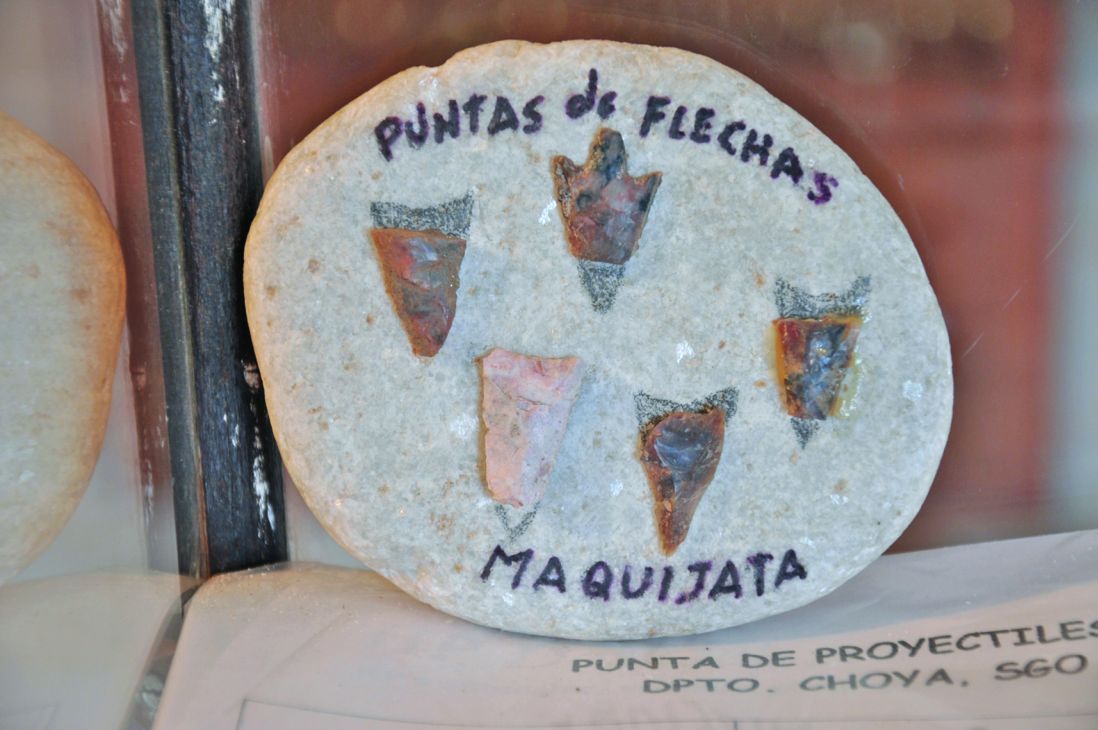 PUNTAS de FLECHAS
MAQUIJATA
PUNTA DE PROYECTILES
DPTO. CHOYA, SGO